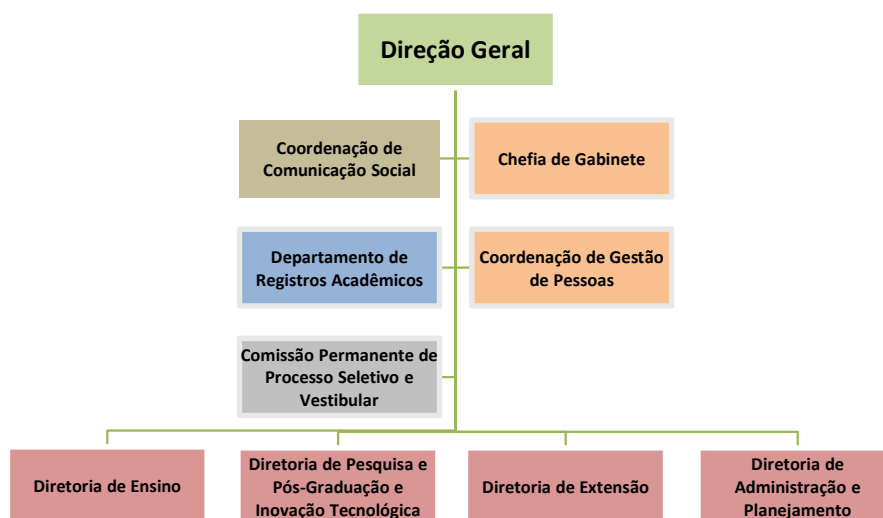 Direção Geral
Coordenação de
Comunicação Social
Chefia de Gabinete
Departamento de
Registros Acadêmicos
Coordenação de Gestão
de Pessoas
Comissão Permanente de
Processo Seletivo e
Vestibular
Diretoria de Ensino
Diretoria de Pesquisa e
Pós-Graduação e
Inovação Tecnológica
Diretoria de Extensão
Diretoria de
Administração e
Planejamento